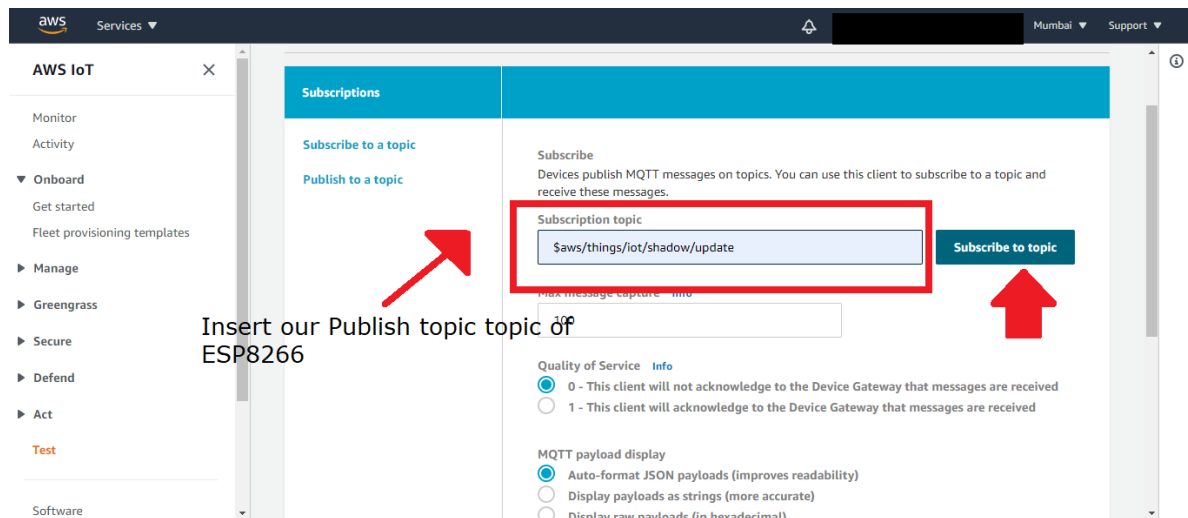 aws Services Mumbai Support
AWS IoT
Monitor
Activity
Onboard
Get started
Fleet provisioning templates
Manage
Greengrass
Secure
Defend
Act
Test
Software
Subscriptions
Subscribe to a topic
Publish to a topic
Subscribe
Devices publish MQTT messages on topics. You can use this client to subscribe to a topic and
receive these messages.
Subscription topic
$aws/things/iot/shadow/update
Subscribe to topic
Max message capture Info
100
Insert our Publish topic topic of
ESP8266
Quality of Service Info
0 - This client will not acknowledge to the Device Gateway that messages are received
1 - This client will acknowledge to the Device Gateway that messages are received
MQTT payload display
Auto-format JSON payloads (improves readability)
Display payloads as strings (more accurate)
Display raw payloads (in hexadecimal)